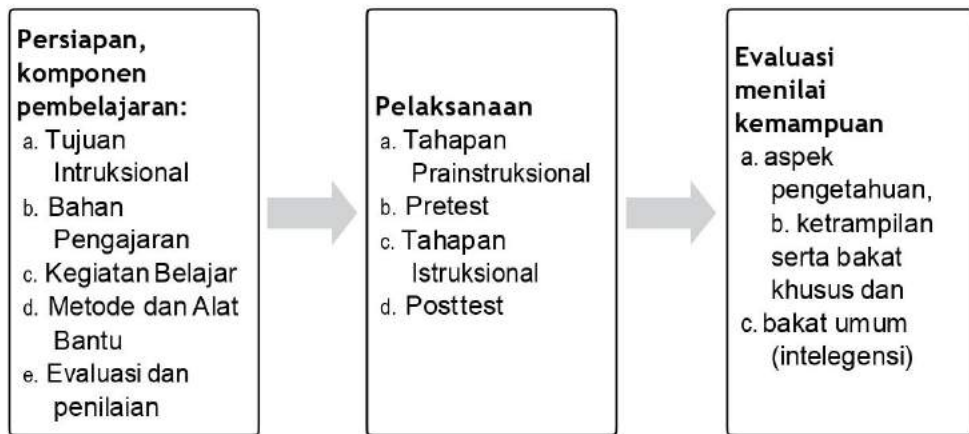 Persiapan,
komponen
pembelajaran:
a. Tujuan
Intruksional
b. Bahan
Pengajaran
c. Kegiatan Belajar
d. Metode dan Alat
Bantu
e. Evaluasi dan
penilaian
Pelaksanaan
a. Tahapan
Prainstruksional
b. Pretest
c. Tahapan
Istruksional
d. Posttest
Evaluasi
menilai
kemampuan
a. aspek
pengetahuan,
b. ketrampilan
serta bakat
khusus dan
c. bakat umum
(intelegensi)